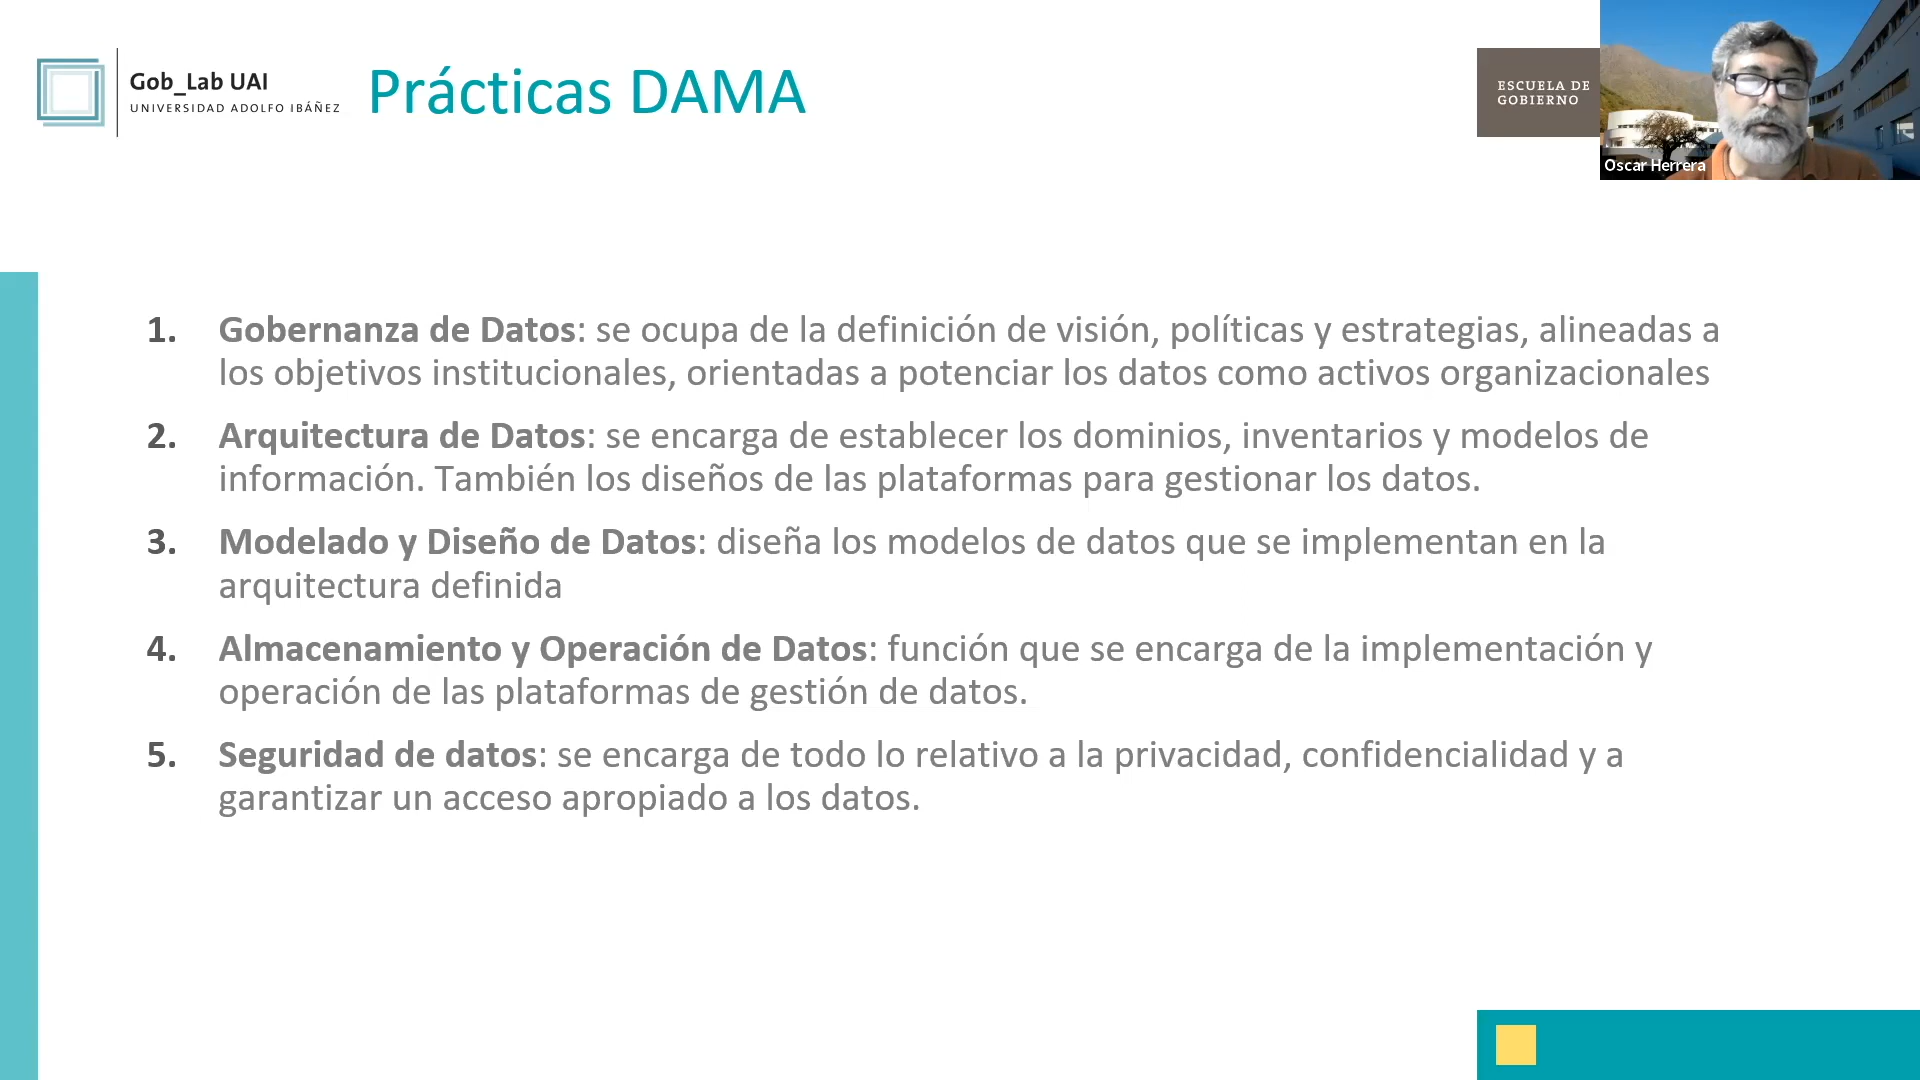 Gob_Lab UAI
UNIVERSIDAD ADOLFO IBÁÑEZ
Prácticas DAMA
ESCUELA DE
GOBIERNO
Oscar Herrera
1. Gobernanza de Datos: se ocupa de la definición de visión, políticas y estrategias, alineadas a
los objetivos institucionales, orientadas a potenciar los datos como activos organizacionales
2. Arquitectura de Datos: se encarga de establecer los dominios, inventarios y modelos de
información. También los diseños de las plataformas para gestionar los datos.
3. Modelado y Diseño de Datos: diseña los modelos de datos que se implementan en la
arquitectura definida
4. Almacenamiento y Operación de Datos: función que se encarga de la implementación y
operación de las plataformas de gestión de datos.
5. Seguridad de datos: se encarga de todo lo relativo a la privacidad, confidencialidad y a
garantizar un acceso apropiado a los datos.